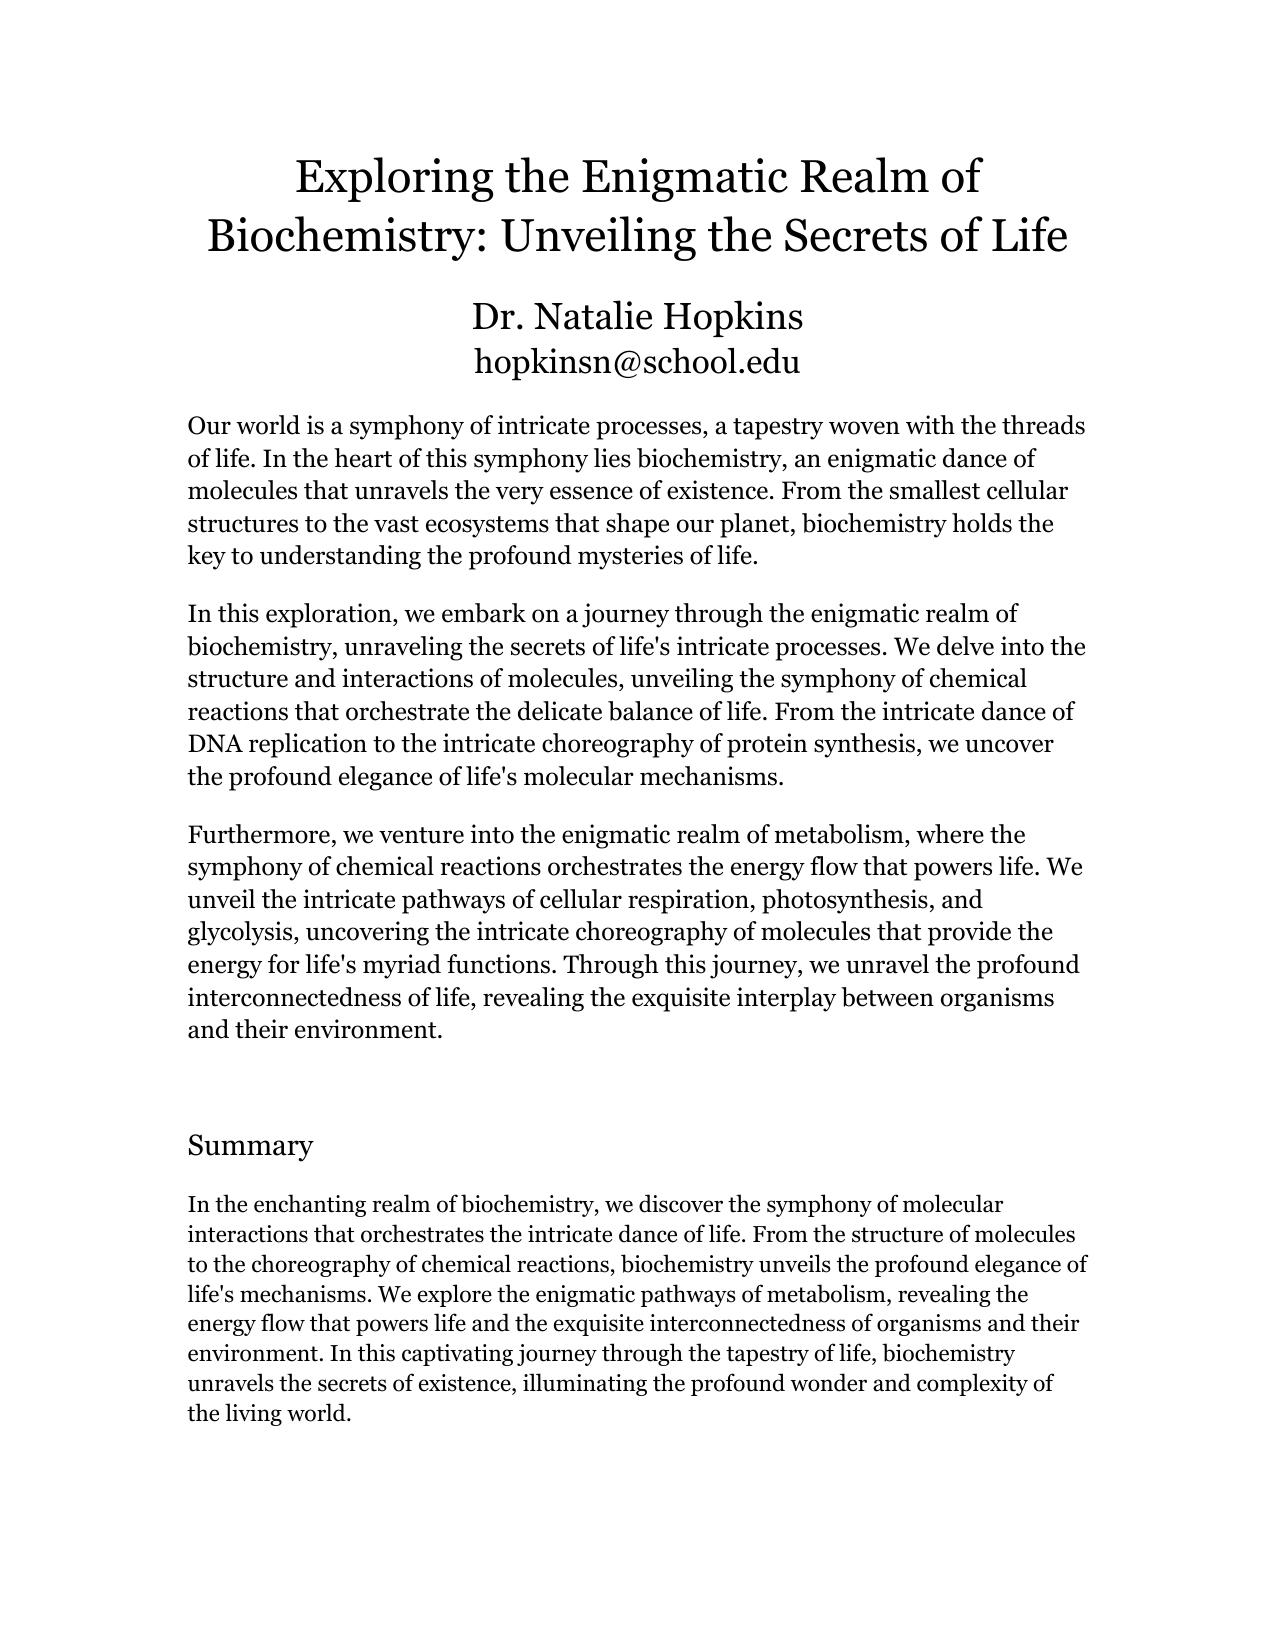 Exploring the Enigmatic Realm of
Biochemistry: Unveiling the Secrets of Life
Dr. Natalie Hopkins
hopkinsn@school.edu
Our world is a symphony of intricate processes, a tapestry woven with the threads
of life. In the heart of this symphony lies biochemistry, an enigmatic dance of
molecules that unravels the very essence of existence. From the smallest cellular
structures to the vast ecosystems that shape our planet, biochemistry holds the
key to understanding the profound mysteries of life.
In this exploration, we embark on a journey through the enigmatic realm of
biochemistry, unraveling the secrets of life's intricate processes. We delve into the
structure and interactions of molecules, unveiling the symphony of chemical
reactions that orchestrate the delicate balance of life. From the intricate dance of
DNA replication to the intricate choreography of protein synthesis, we uncover
the profound elegance of life's molecular mechanisms.
Furthermore, we venture into the enigmatic realm of metabolism, where the
symphony of chemical reactions orchestrates the energy flow that powers life. We
unveil the intricate pathways of cellular respiration, photosynthesis, and
glycolysis, uncovering the intricate choreography of molecules that provide the
energy for life's myriad functions. Through this journey, we unravel the profound
interconnectedness of life, revealing the exquisite interplay between organisms
and their environment.
Summary
In the enchanting realm of biochemistry, we discover the symphony of molecular
interactions that orchestrates the intricate dance of life. From the structure of molecules
to the choreography of chemical reactions, biochemistry unveils the profound elegance of
life's mechanisms. We explore the enigmatic pathways of metabolism, revealing the
energy flow that powers life and the exquisite interconnectedness of organisms and their
environment. In this captivating journey through the tapestry of life, biochemistry
unravels the secrets of existence, illuminating the profound wonder and complexity of
the living world.